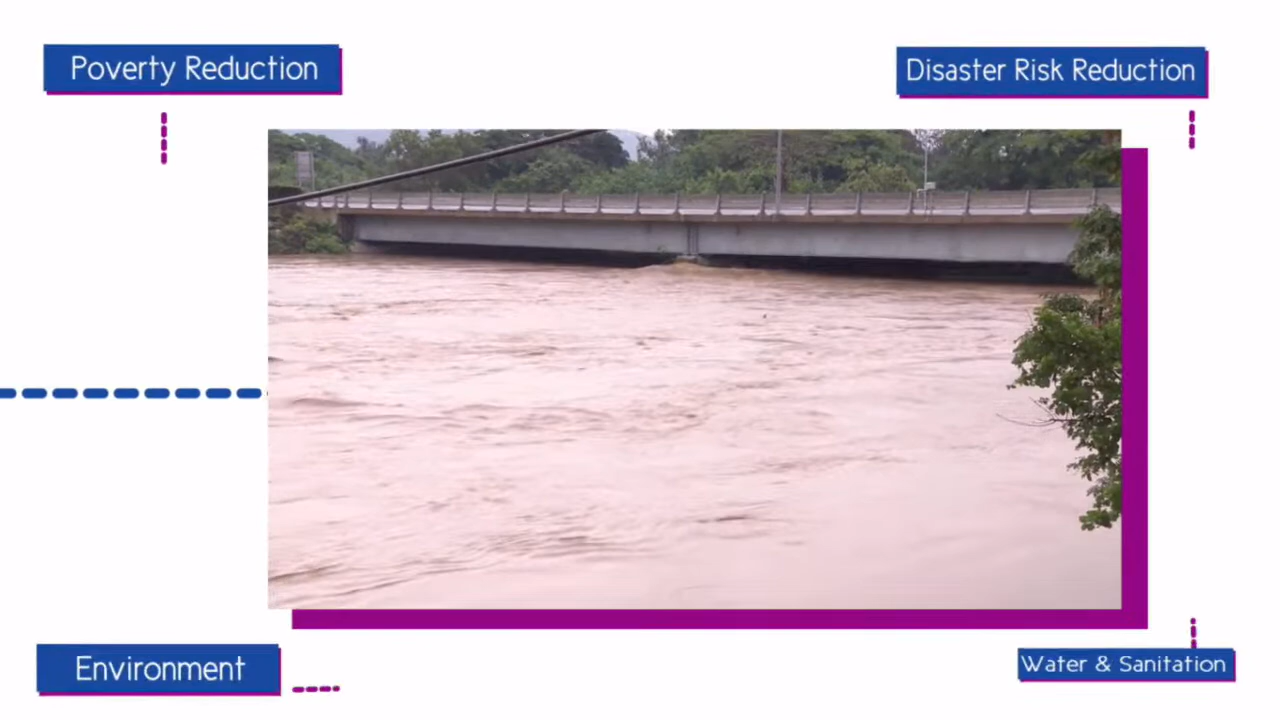 Poverty Reduction
Disaster Risk Reduction
Environment
Water & Sanitation